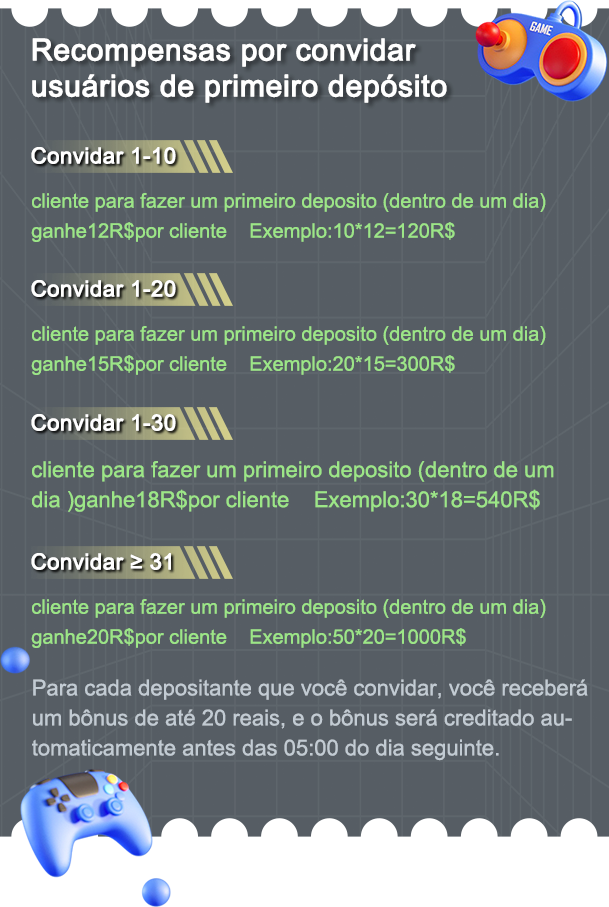 GAME
Recompensas por convidar
usuários de primeiro depósito
Convidar 1-10
cliente para fazer um primeiro deposito (dentro de um dia)
ganhe12R$por cliente    Exemplo:10*12=120R$
Convidar 1-20
cliente para fazer um primeiro deposito (dentro de um dia)
ganhe15R$por cliente    Exemplo:20*15=300R$
Convidar 1-30
cliente para fazer um primeiro deposito (dentro de um
dia )ganhe18R$por cliente    Exemplo:30*18=540R$
Convidar ≥ 31
cliente para fazer um primeiro deposito (dentro de um dia)
ganhe20R$por cliente    Exemplo:50*20=1000R$
Para cada depositante que você convidar, você receberá
um bônus de até 20 reais, e o bônus será creditado au-
tomaticamente antes das 05:00 do dia seguinte.